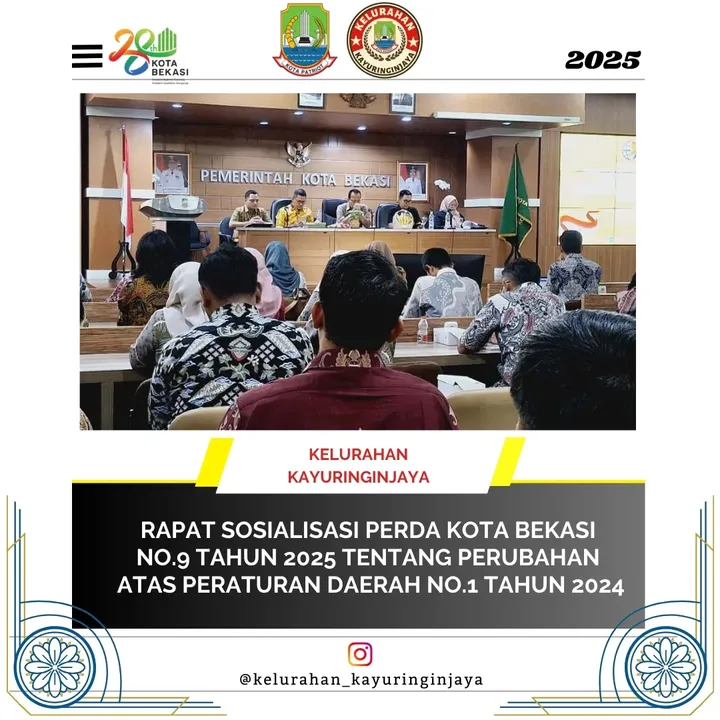 28th
KOTA
BEKASI
KOTA PATRIOT
KELURAHAN
KAYURINGINJAYA
2025
PEMERINTAH KOTA BEKASI
KELURAHAN
KAYURINGINJAYA
RAPAT SOSIALISASI PERDA KOTA BEKASI
NO.9 TAHUN 2025 TENTANG PERUBAHAN
ATAS PERATURAN DAERAH NO.1 TAHUN 2024
@kelurahan_kayuringinjaya